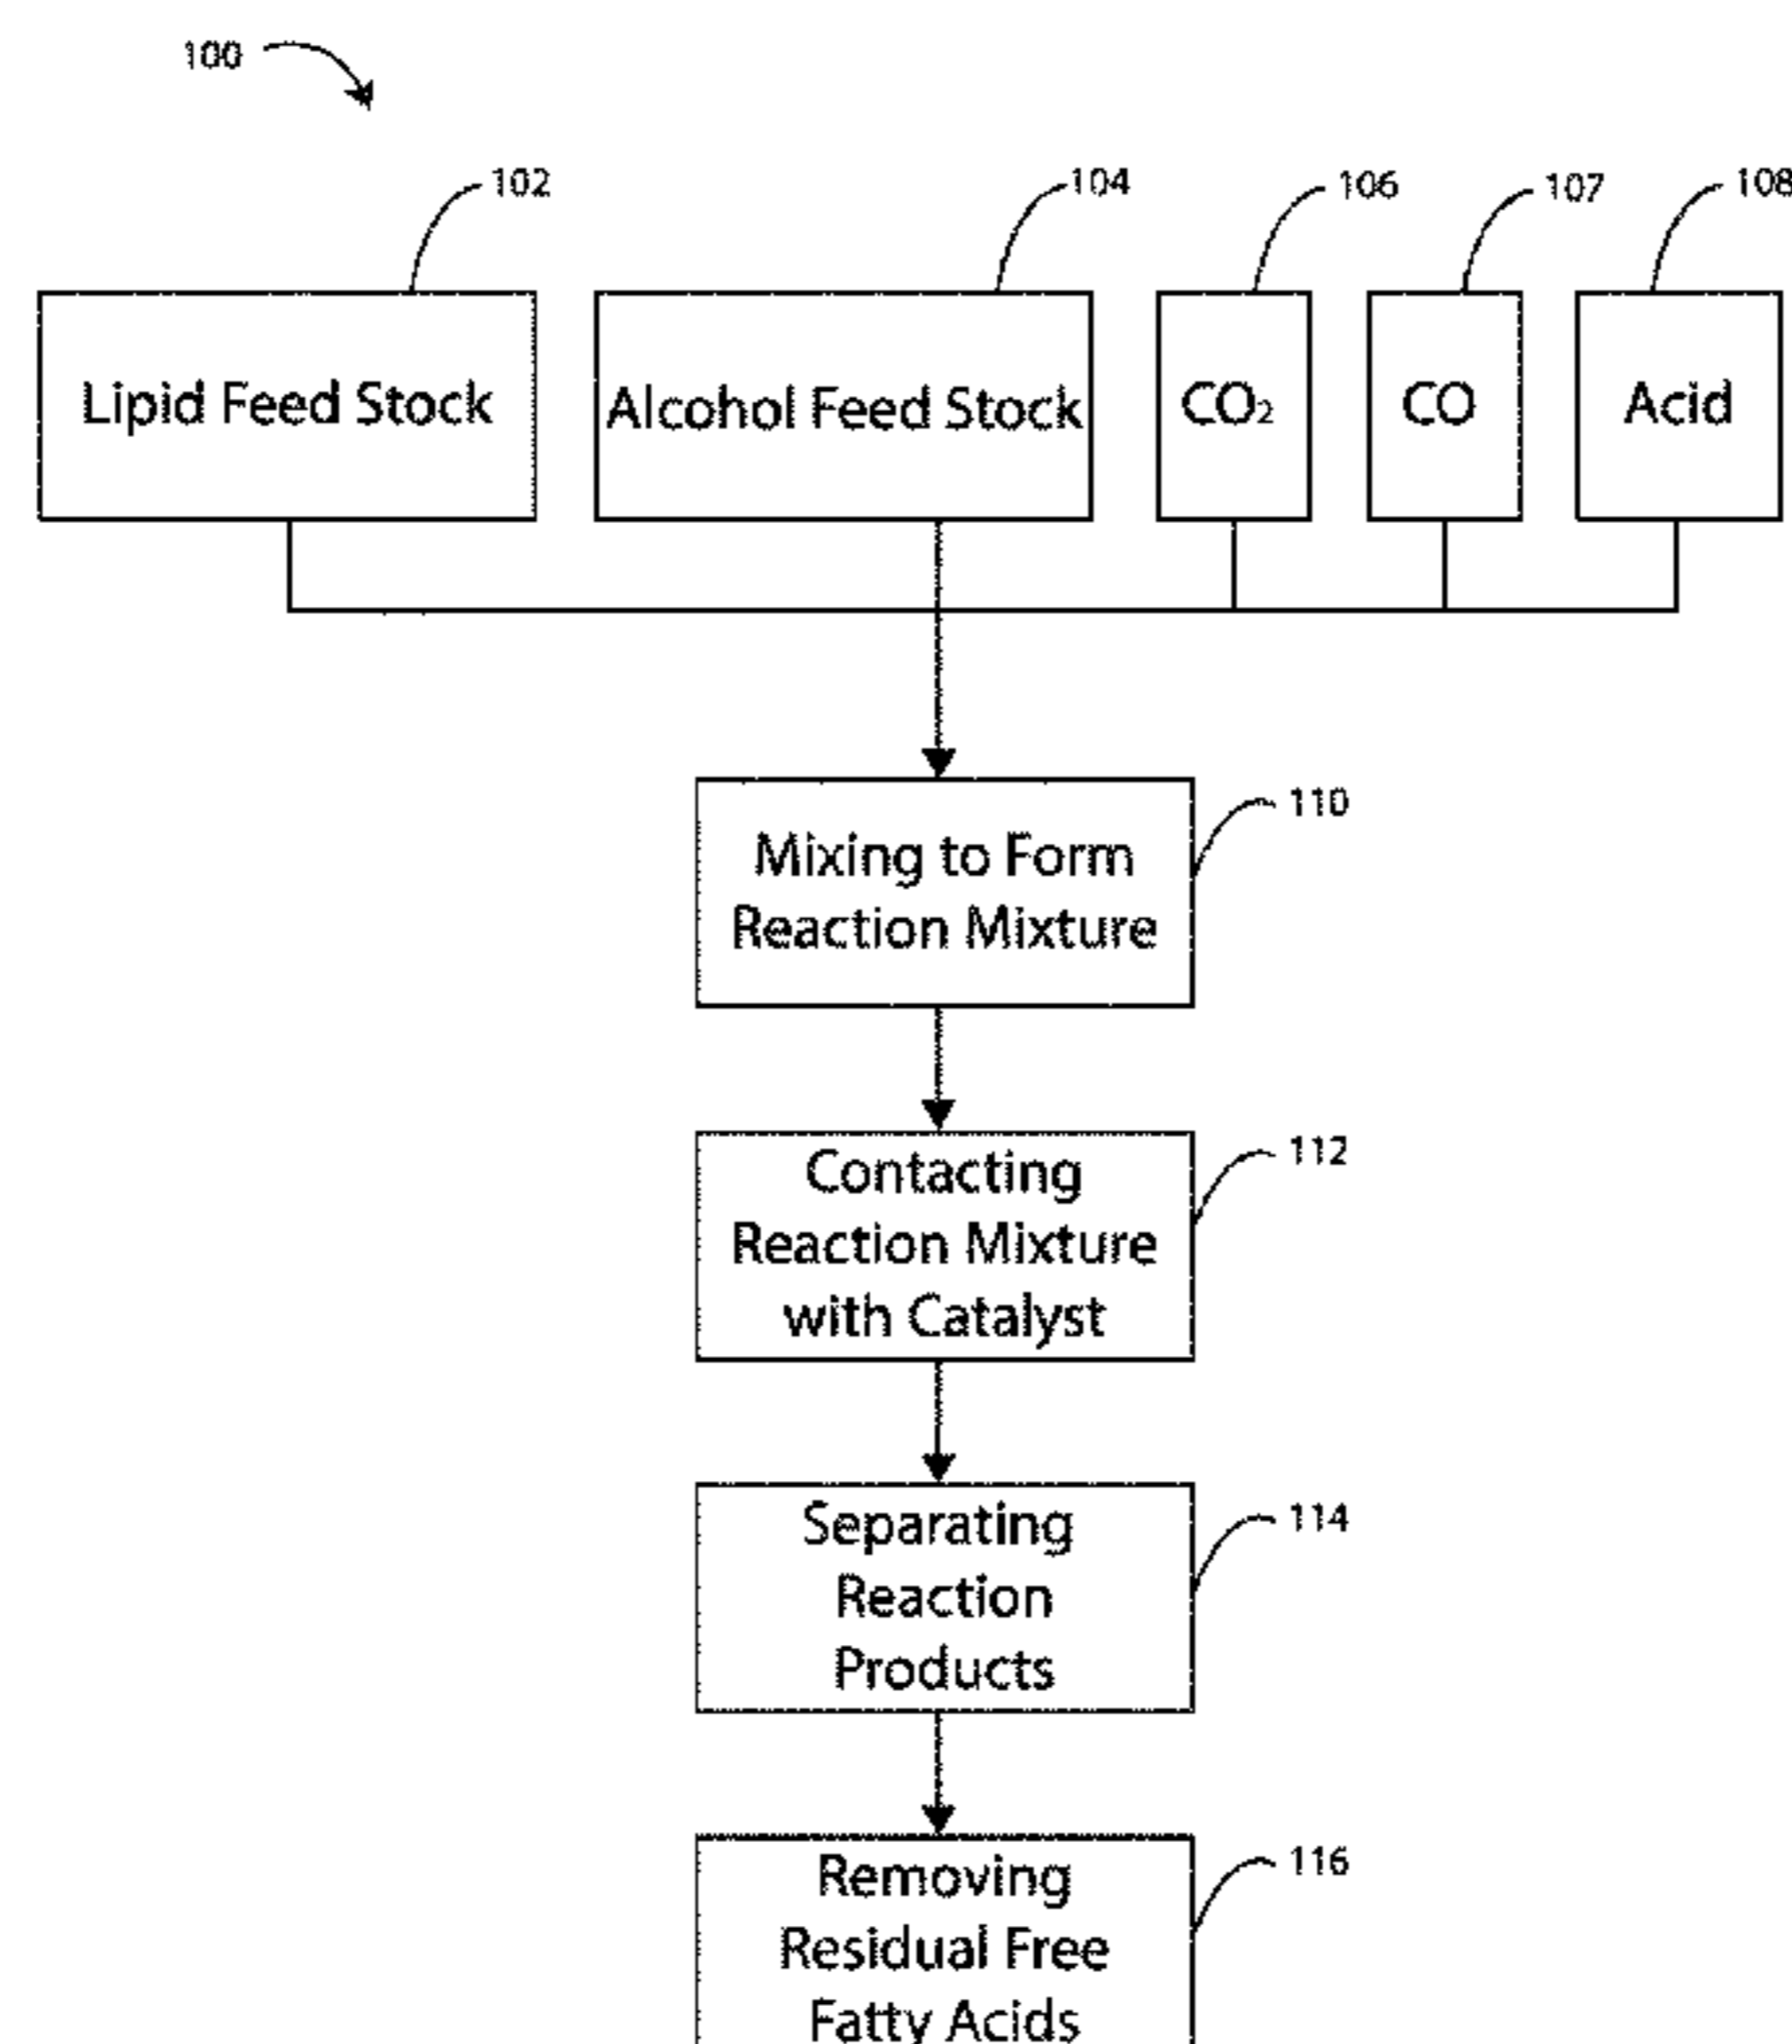 100
102
104
106
107
108
Lipid Feed Stock
Alcohol Feed Stock
CO₂
CO
Acid
110
Mixing to Form
Reaction Mixture
112
Contacting
Reaction Mixture
with Catalyst
114
Separating
Reaction
Products
116
Removing
Residual Free
Fatty Acids